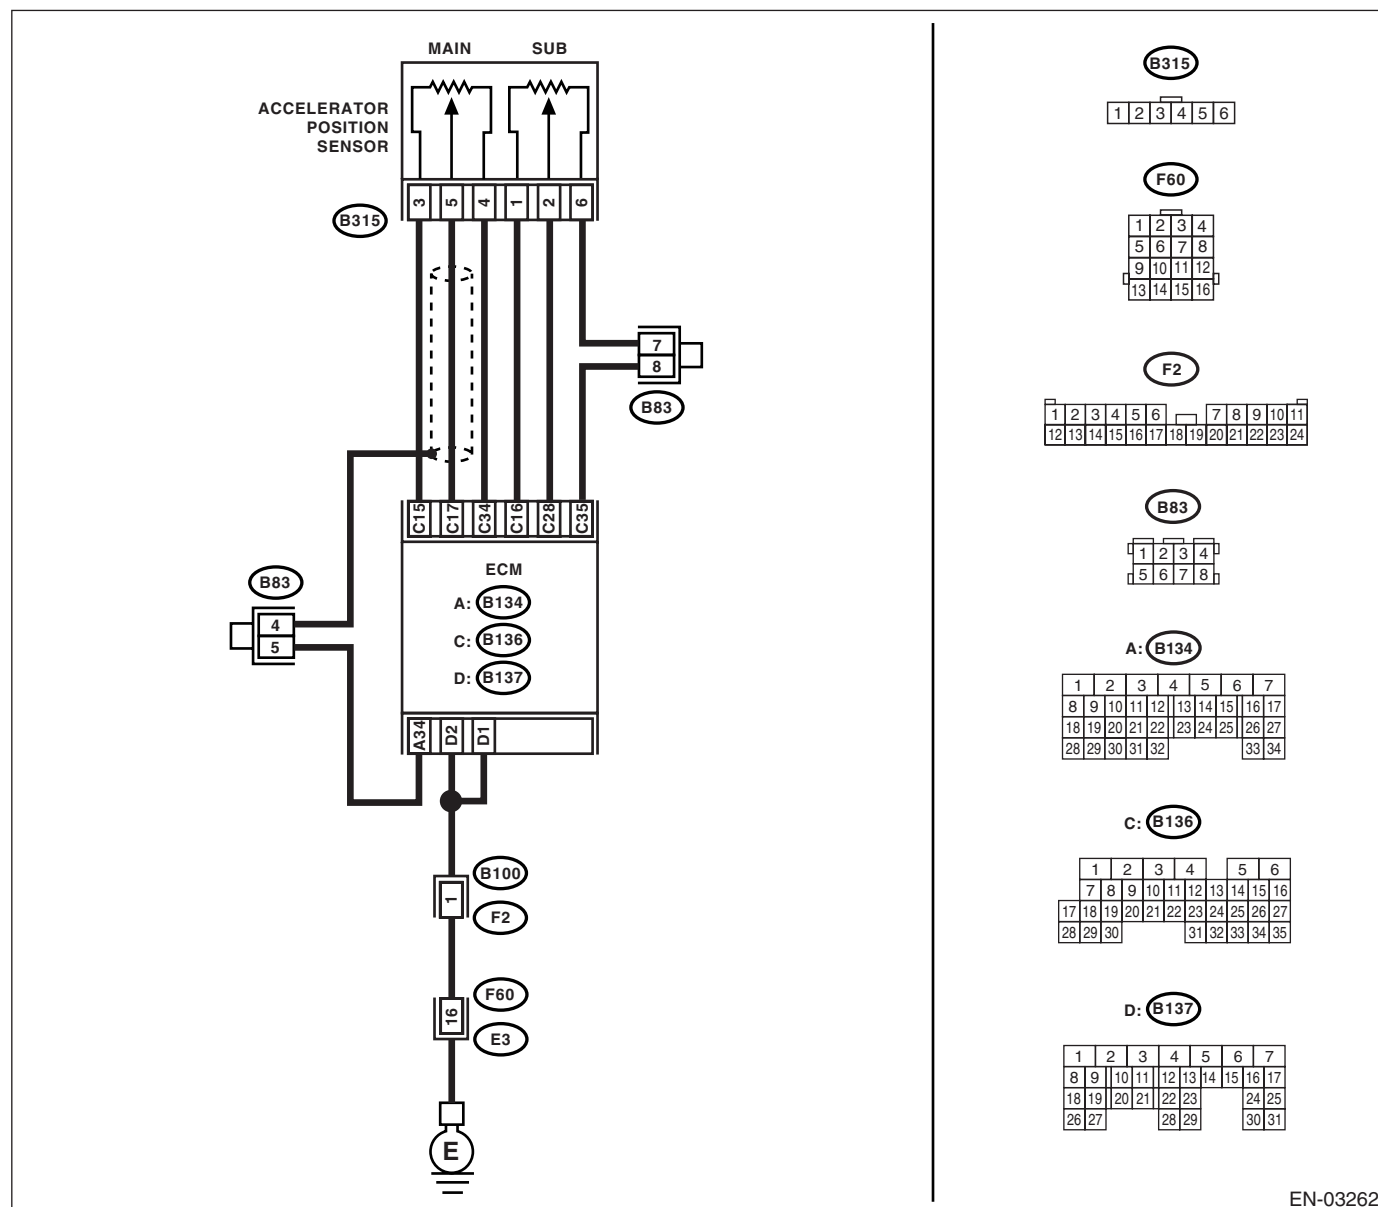 MAIN SUB
ACCELERATOR
POSITION
SENSOR
B315
3 5 4 1 2 6
7
8
B83
C15 C17 C34 C16 C28 C35
B83
4
5
ECM
A: B134
C: B136
D: B137
A34 D2 D1
B100
1
F2
F60
16
E3
E
B315
1 2 3 4 5 6
F60
1 2 3 4
5 6 7 8
9 10 11 12
13 14 15 16
F2
1 2 3 4 5 6 7 8 9 10 11
12 13 14 15 16 17 18 19 20 21 22 23 24
B83
1 2 3 4
5 6 7 8
A: B134
1 2 3 4 5 6 7
8 9 10 11 12 13 14 15 16 17
18 19 20 21 22 23 24 25 26 27
28 29 30 31 32 33 34
C: B136
1 2 3 4 5 6
7 8 9 10 11 12 13 14 15 16
17 18 19 20 21 22 23 24 25 26 27
28 29 30 31 32 33 34 35
D: B137
1 2 3 4 5 6 7
8 9 10 11 12 13 14 15 16 17
18 19 20 21 22 23 24 25
26 27 28 29 30 31
EN-03262